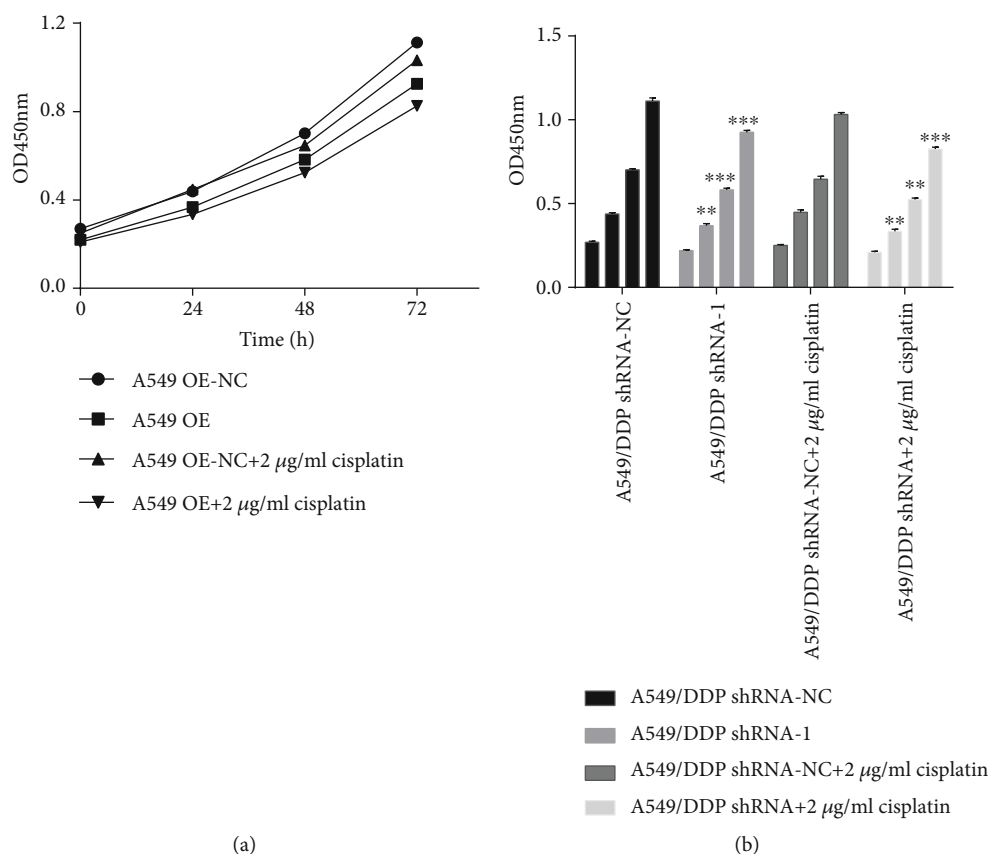 OD450nm
1.2
0.8
0.4
0.0
0
24
48
72
Time (h)
A549 OE-NC
A549 OE
A549 OE-NC+2 μg/ml cisplatin
A549 OE+2 μg/ml cisplatin
(a)
OD450nm
1.5
1.0
0.5
0.0
**
***
***
**
**
***
A549/DDP shRNA-NC
A549/DDP shRNA-1
A549/DDP shRNA-NC+2 μg/ml cisplatin
A549/DDP shRNA+2 μg/ml cisplatin
A549/DDP shRNA-NC
A549/DDP shRNA-1
A549/DDP shRNA-NC+2 μg/ml cisplatin
A549/DDP shRNA+2 μg/ml cisplatin
(b)